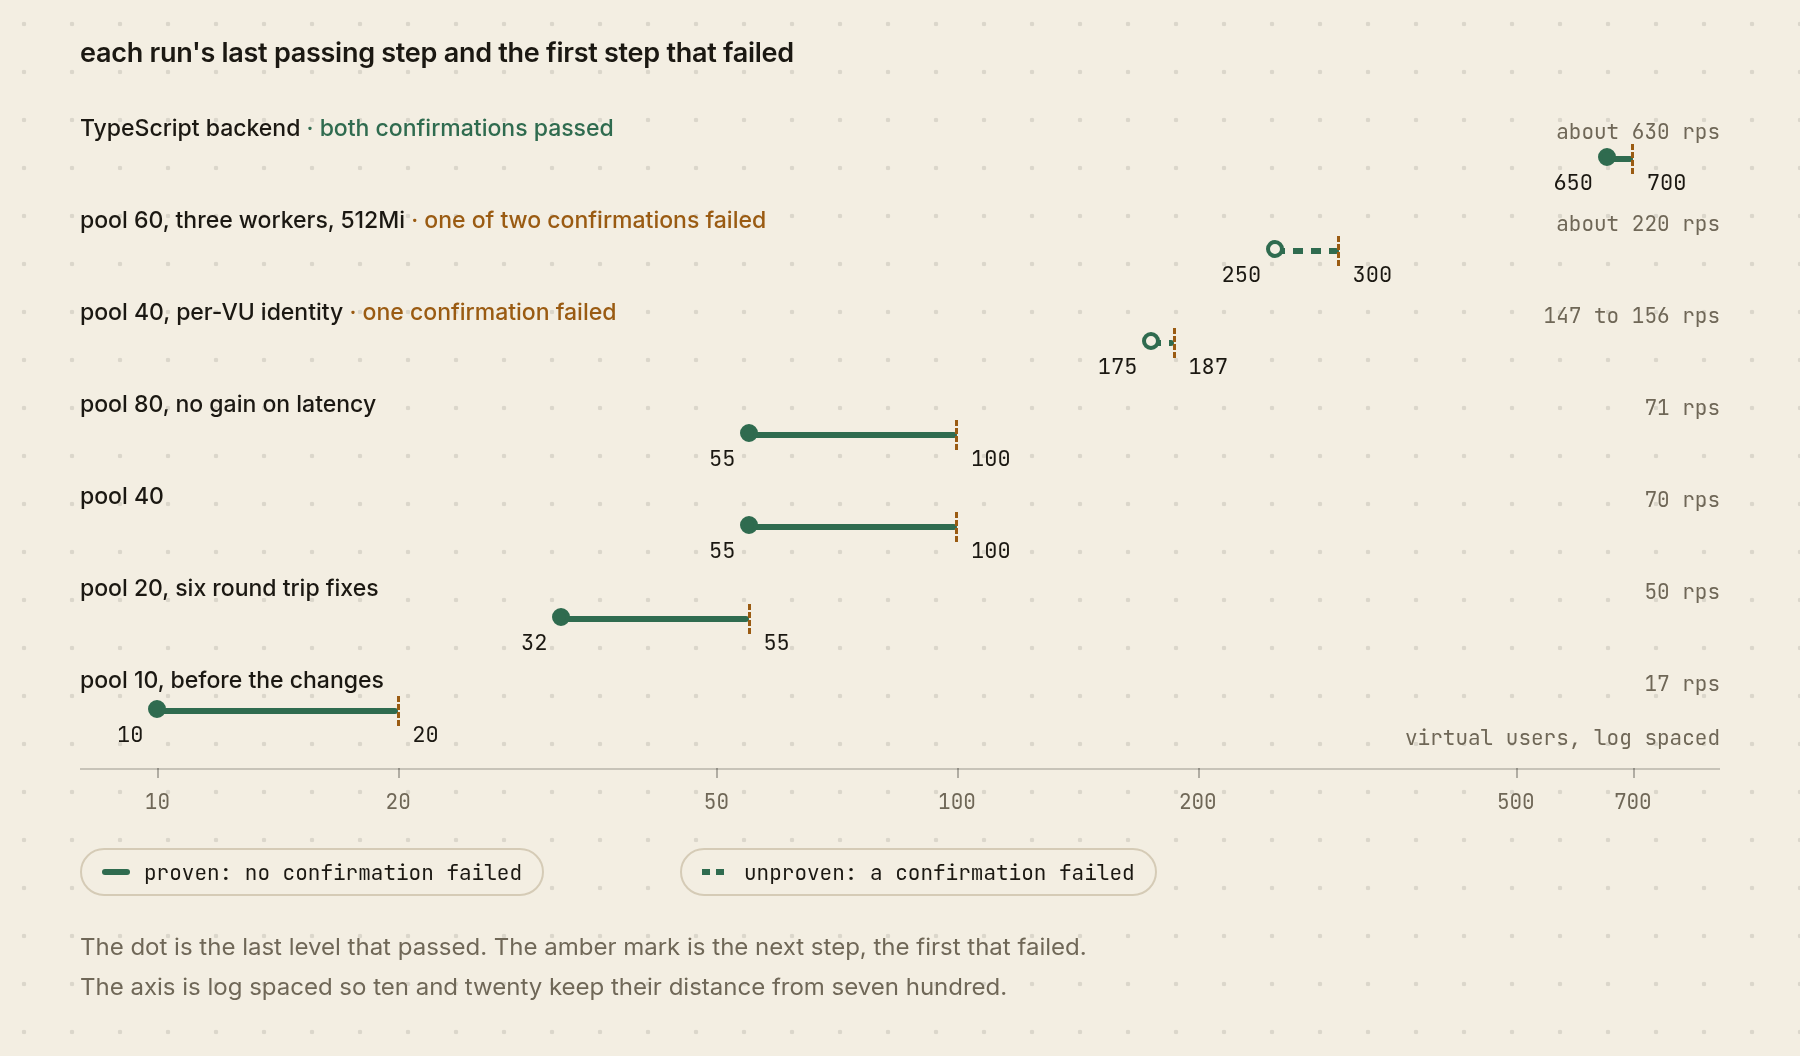 each run's last passing step and the first step that failed
TypeScript backend · both confirmations passed
about 630 rps
650 700
pool 60, three workers, 512Mi · one of two confirmations failed
about 220 rps
250 300
pool 40, per-VU identity · one confirmation failed
147 to 156 rps
175 187
pool 80, no gain on latency
71 rps
55 100
pool 40
70 rps
55 100
pool 20, six round trip fixes
50 rps
32 55
pool 10, before the changes
17 rps
10 20
virtual users, log spaced
10 20 50 100 200 500 700
proven: no confirmation failed
unproven: a confirmation failed
The dot is the last level that passed. The amber mark is the next step, the first that failed.
The axis is log spaced so ten and twenty keep their distance from seven hundred.